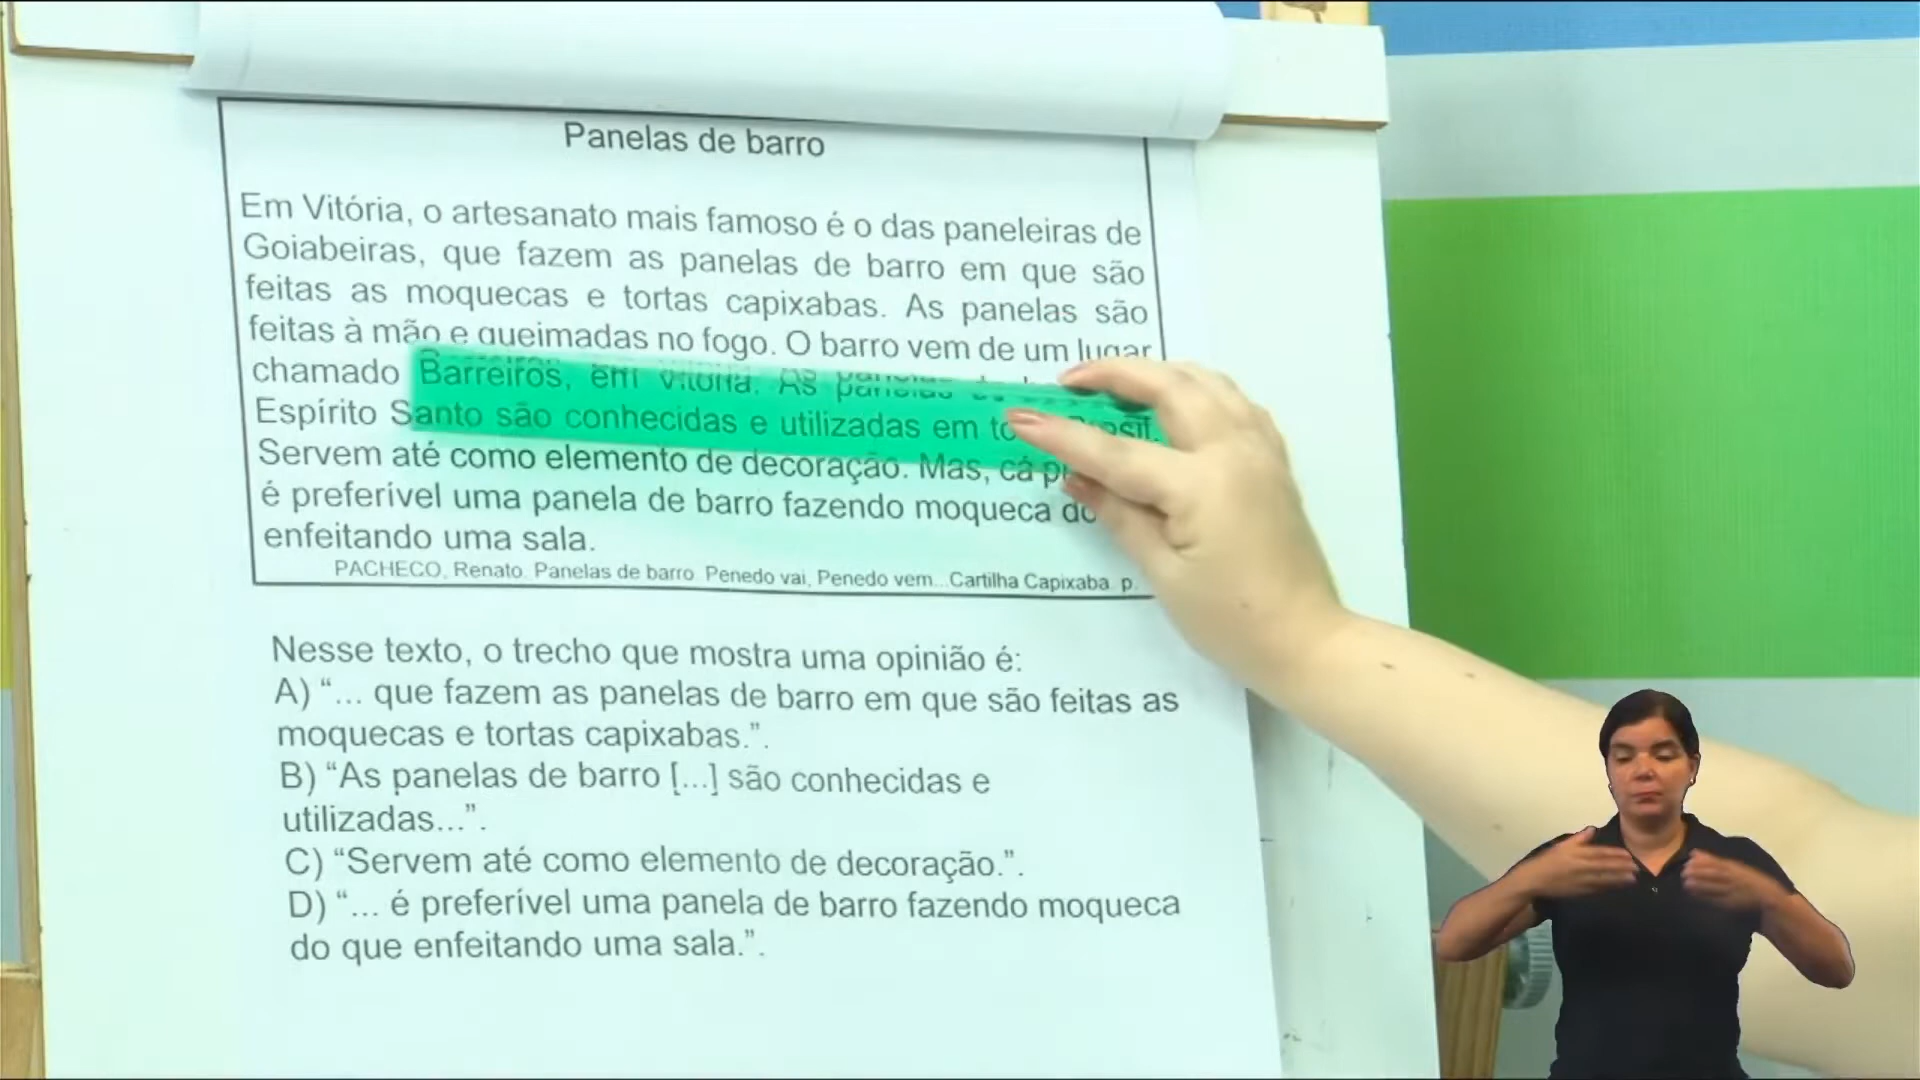 Panelas de barro
Em Vitória, o artesanato mais famoso é o das paneleiras de
Goiabeiras, que fazem as panelas de barro em que são
feitas as moquecas e tortas capixabas. As panelas são
feitas à mão e queimadas no fogo. O barro vem de um lugar
chamado Barreiros, em Vitória. As panelas
Espírito Santo são conhecidas e utilizadas em
Servem até como elemento de decoração. Mas, cá
é preferível uma panela de barro fazendo moqueca do
enfeitando uma sala.
PACHECO, Renato. Panelas de barro. Penedo vai, Penedo vem...Cartilha Capixaba. p.
Nesse texto, o trecho que mostra uma opinião é:
A) “... que fazem as panelas de barro em que são feitas as
moquecas e tortas capixabas.”.
B) “As panelas de barro [...] são conhecidas e
utilizadas...”.
C) “Servem até como elemento de decoração.”.
D) “... é preferível uma panela de barro fazendo moqueca
do que enfeitando uma sala.”.